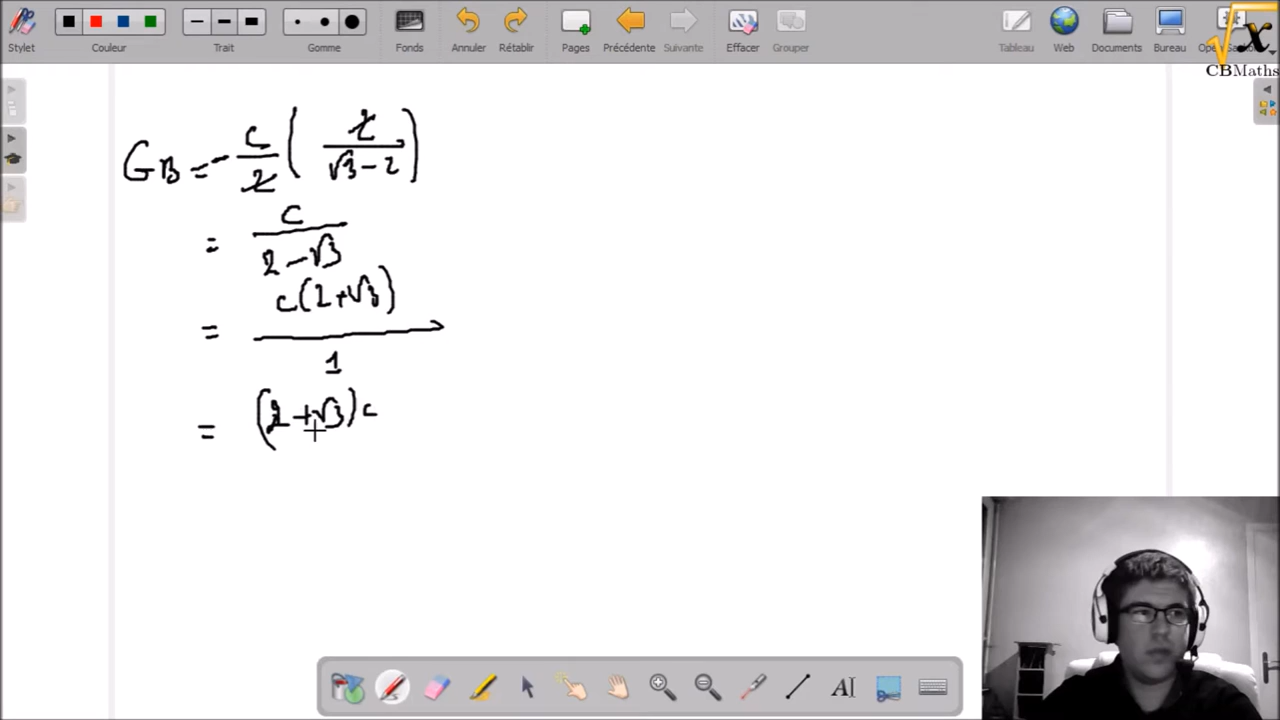 Stylet Couleur Trait Gomme Fonds Annuler Rétablir Pages Précédente Suivante Effacer Grouper Tableau Web Documents Bureau
√x
CBMaths
GB = -c/2 ( 2/(√3 - 2) )
= c/(2 - √3)
= c(2+√3)/1
= (2+√3)c
AI